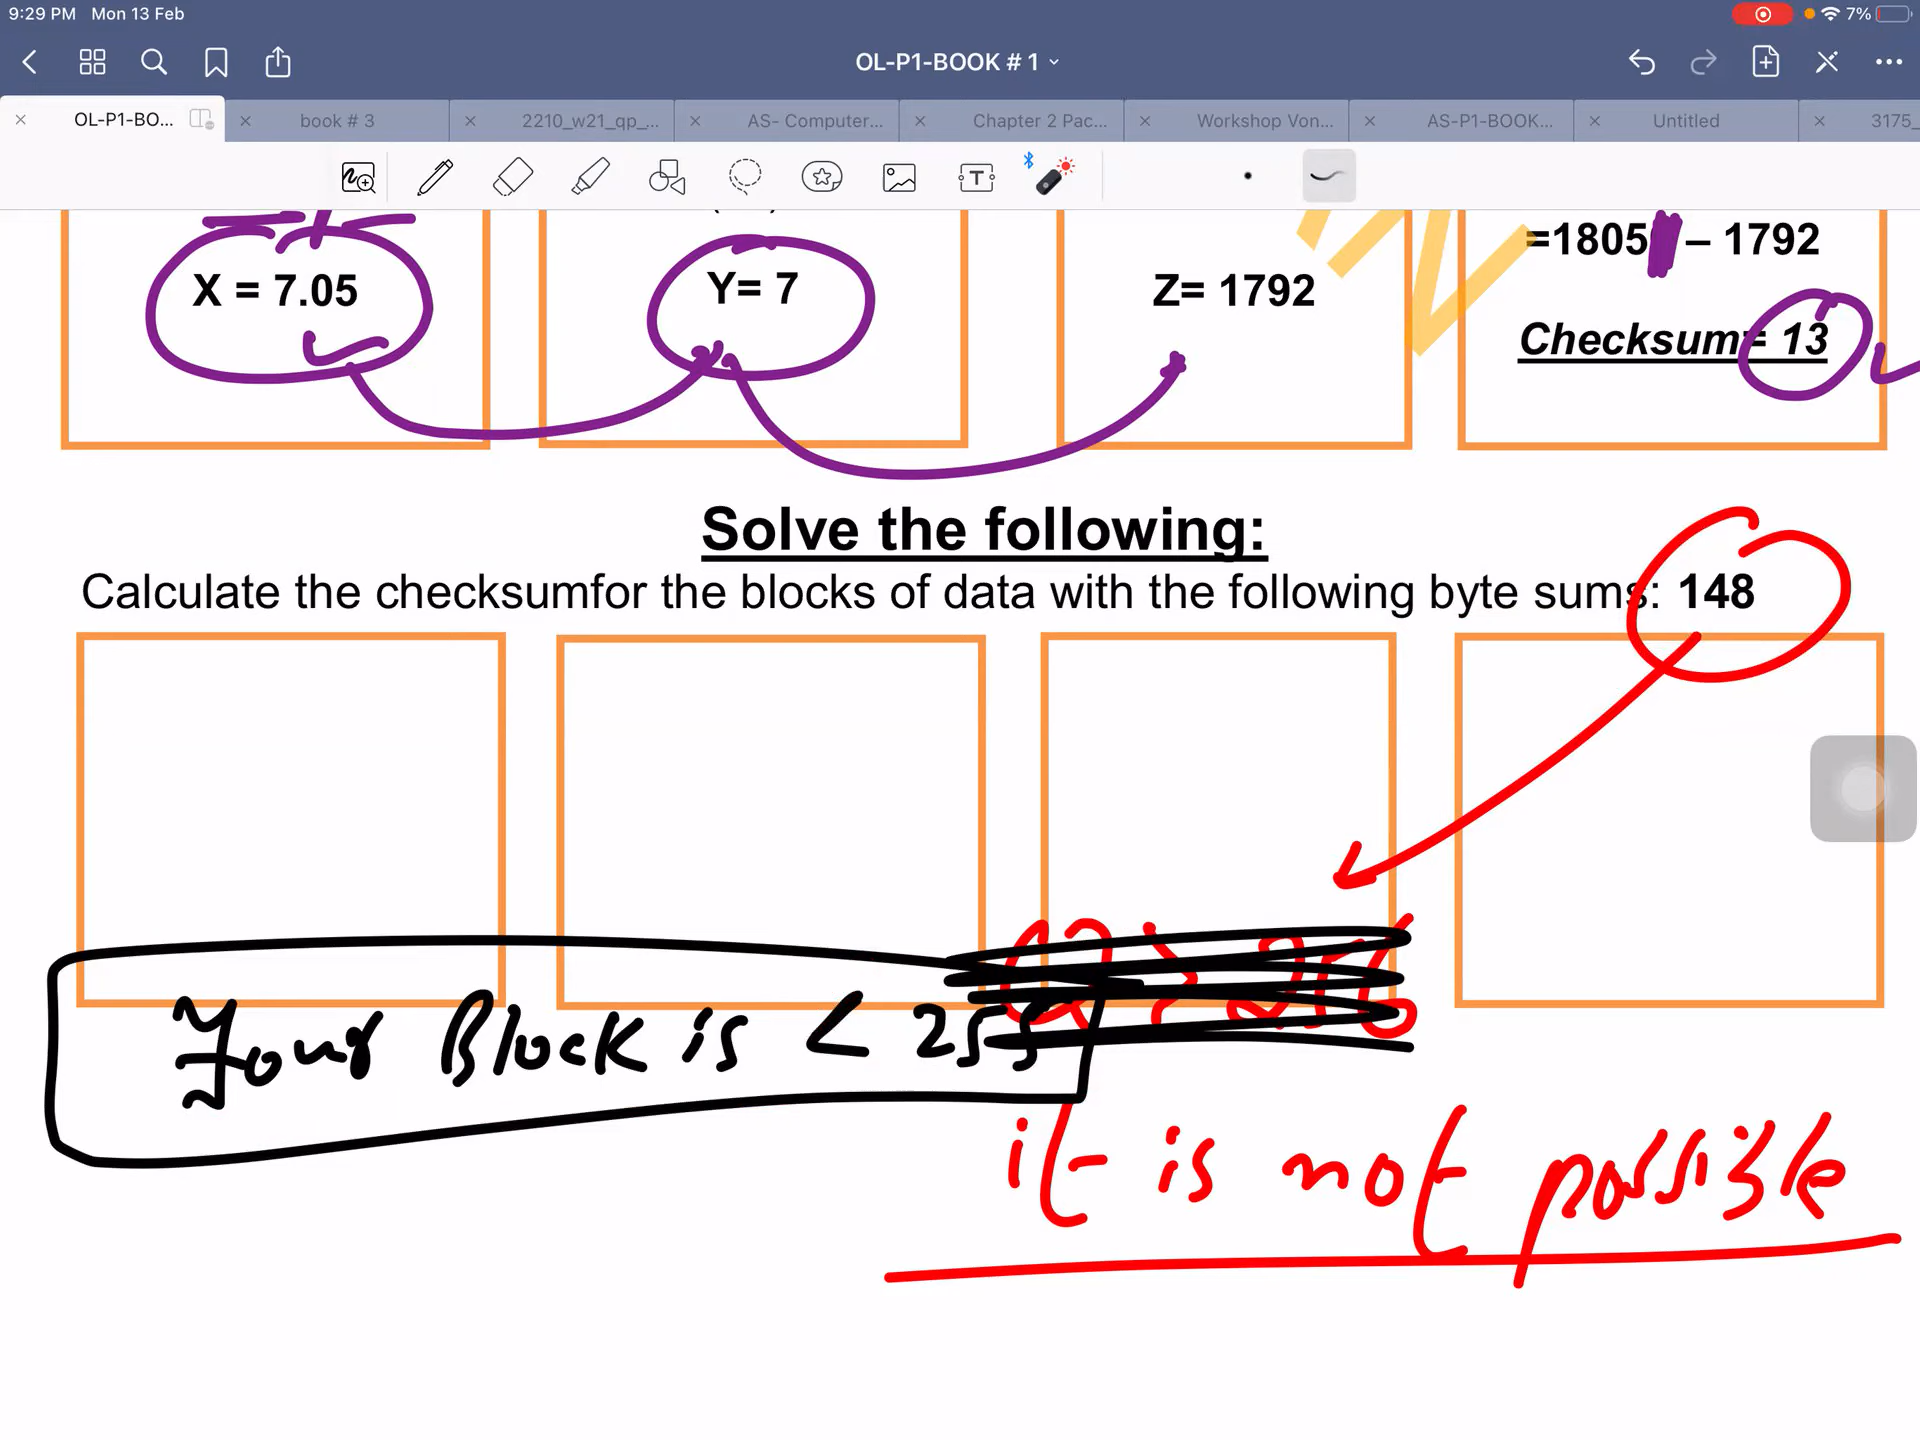 9:29 PM Mon 13 Feb
7%
OL-P1-BOOK # 1
OL-P1-BO...
book # 3
2210_w21_qp_...
AS- Computer...
Chapter 2 Pac...
Workshop Von...
AS-P1-BOOK...
Untitled
3175_
T
=1805 – 1792
X = 7.05
Y= 7
Z= 1792
Checksum= 13
Solve the following:
Calculate the checksumfor the blocks of data with the following byte sums: 148
Your Block is < 255
it is not possible